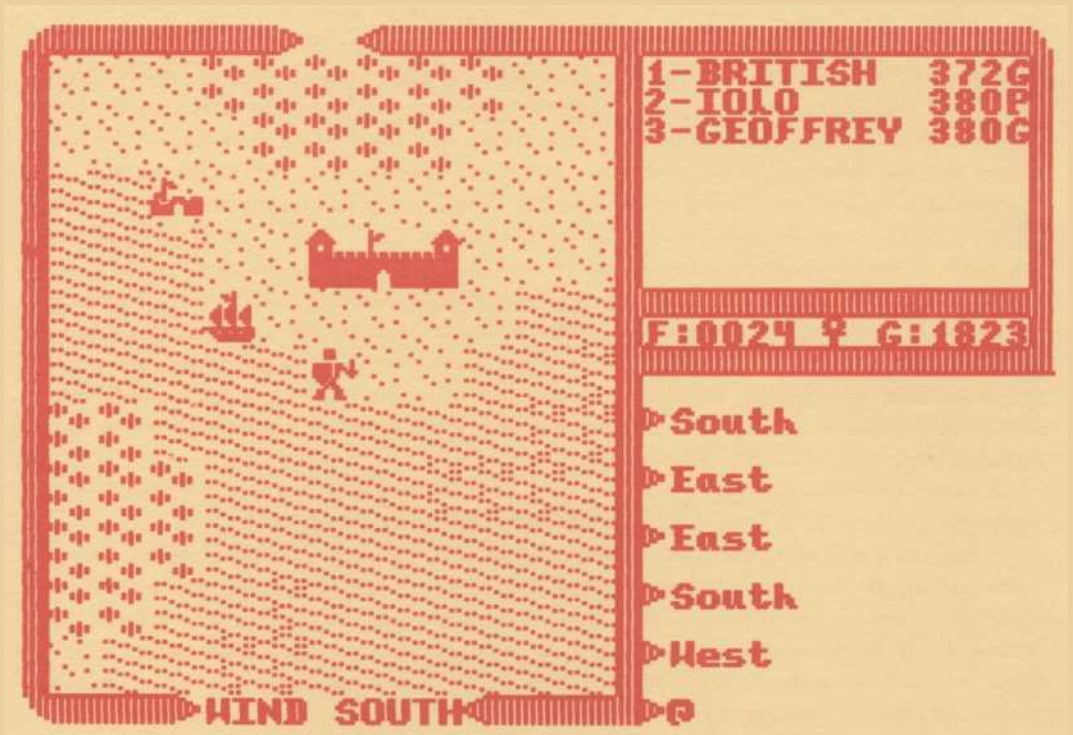 1-BRITISH 372G
2-IOLO 380P
3-GEOFFREY 380G
F:0024 G:1823
South
East
East
South
West
WIND SOUTH